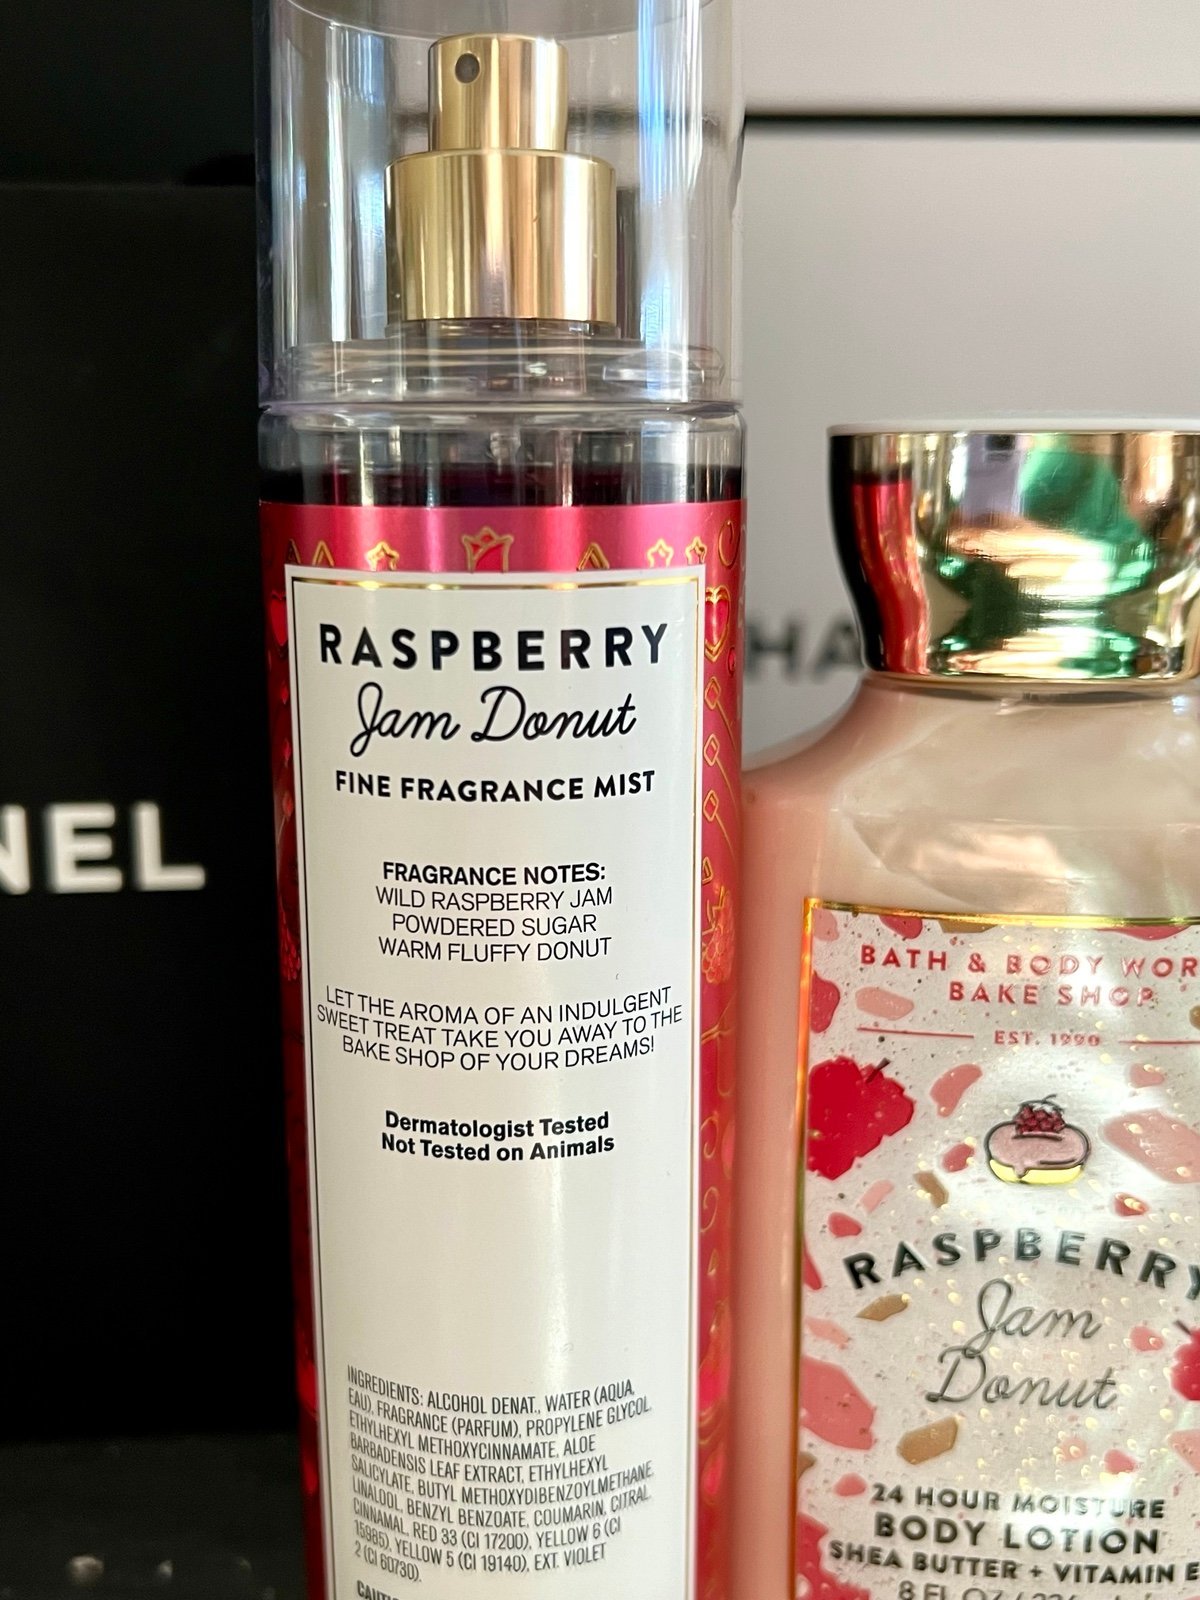 RASPBERRY
Jam Donut
FINE FRAGRANCE MIST
FRAGRANCE NOTES:
WILD RASPBERRY JAM
POWDERED SUGAR
WARM FLUFFY DONUT
LET THE AROMA OF AN INDULGENT
SWEET TREAT TAKE YOU AWAY TO THE
BAKE SHOP OF YOUR DREAMS!
Dermatologist Tested
Not Tested on Animals
INGREDIENTS: ALCOHOL DENAT., WATER (AQUA,
EAU), FRAGRANCE (PARFUM), PROPYLENE GLYCOL,
ETHYLHEXYL METHOXYCINNAMATE, ALOE
BARBADENSIS LEAF EXTRACT, ETHYLHEXYL
SALICYLATE, BUTYL METHOXYDIBENZOYLMETHANE,
LINALOOL, BENZYL BENZOATE, COUMARIN, CITRAL,
CINNAMAL, RED 33 (CI 17200), YELLOW 6 (CI
15985), YELLOW 5 (CI 19140), EXT. VIOLET
2 (CI 60730).
NEL
HA
BATH & BODY WOR
BAKE SHOP
EST. 1990
RASPBERRY
Jam
Donut
24 HOUR MOISTURE
BODY LOTION
SHEA BUTTER + VITAMIN E
8 FL OZ /